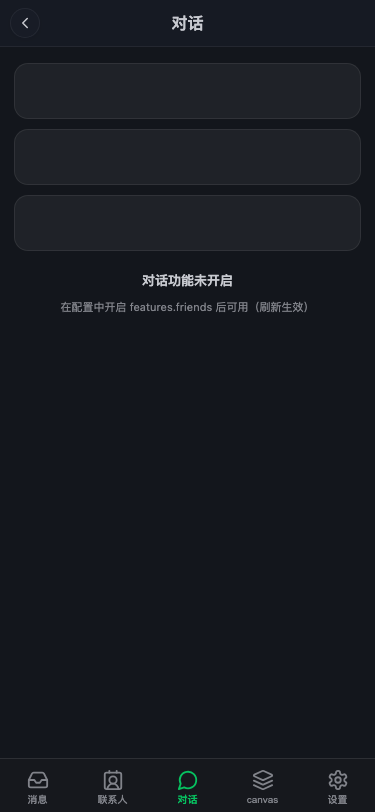 对话
对话功能未开启
在配置中开启 features.friends 后可用（刷新生效）
消息
联系人
对话
canvas
设置